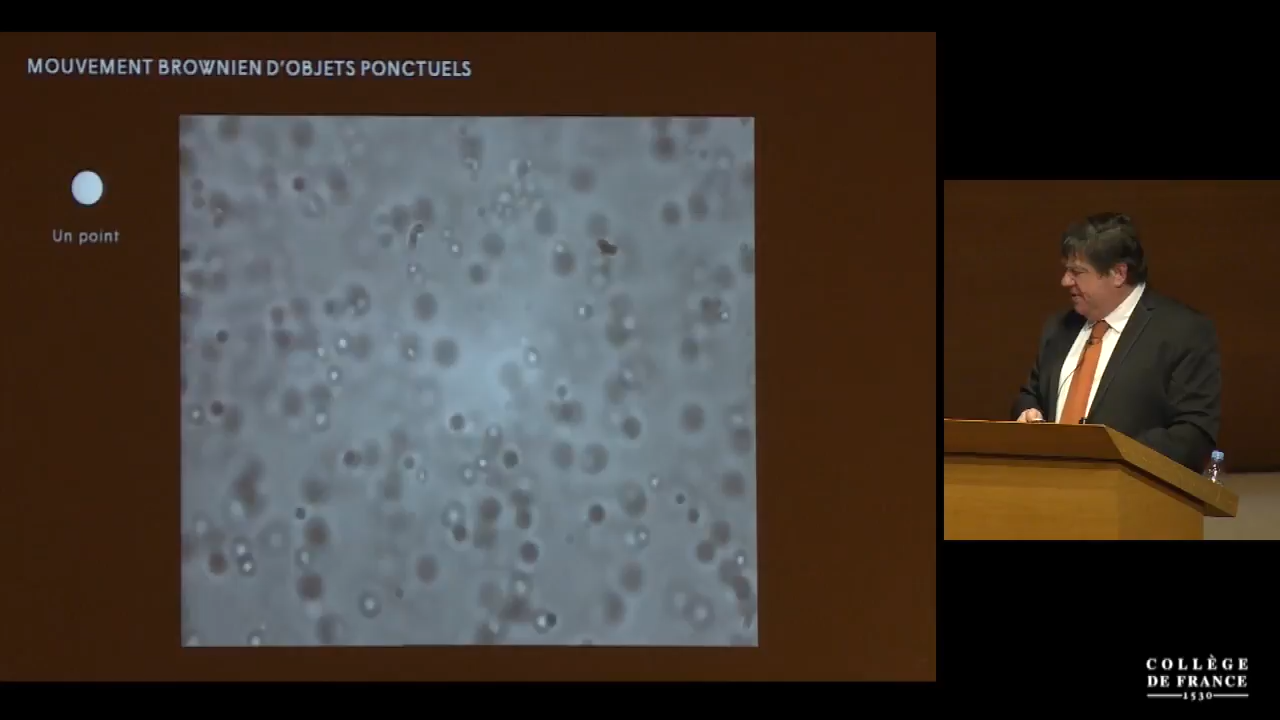 MOUVEMENT BROWNIEN D'OBJETS PONCTUELS
Un point
COLLÈGE
DE FRANCE
1530